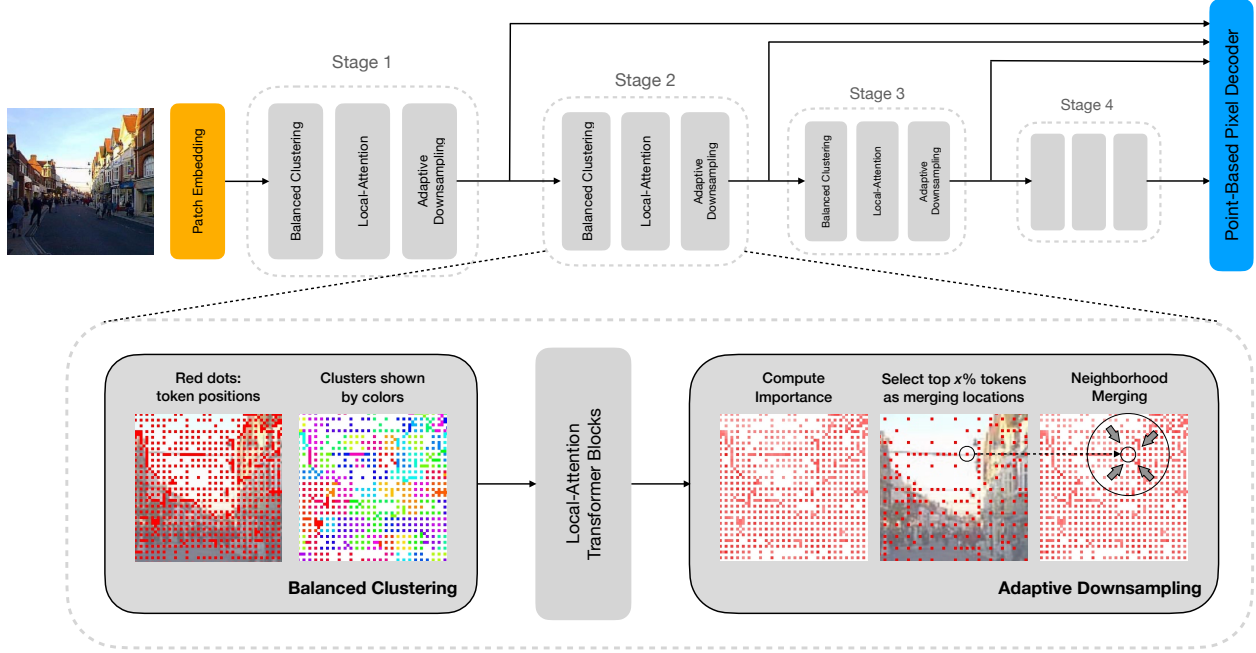 Stage 1
Stage 2
Stage 3
Stage 4
Patch Embedding
Balanced Clustering
Local-Attention
Adaptive
Downsampling
Balanced Clustering
Local-Attention
Adaptive
Downsampling
Balanced Clustering
Local-Attention
Adaptive
Downsampling
Point-Based Pixel Decoder
Red dots:
token positions
Clusters shown
by colors
Balanced Clustering
Local-Attention
Transformer Blocks
Compute
Importance
Select top x% tokens
as merging locations
Neighborhood
Merging
Adaptive Downsampling